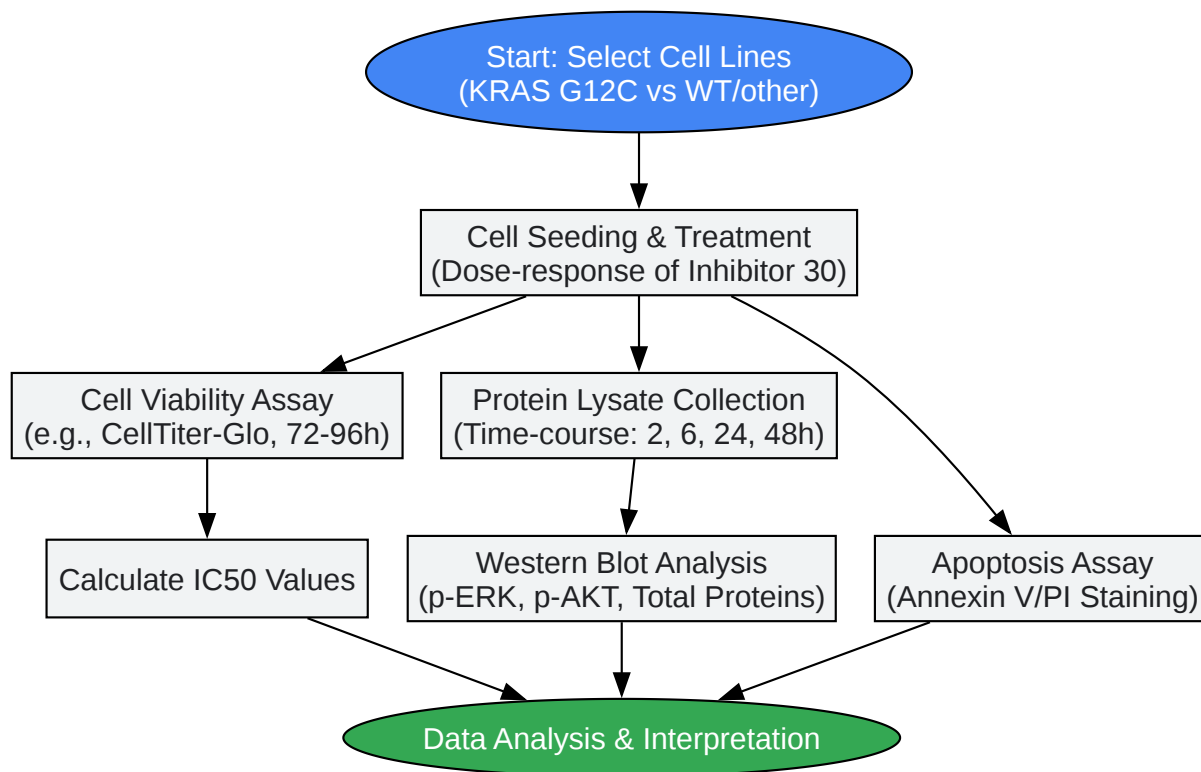 Start: Select Cell Lines
(KRAS G12C vs WT/other)
Cell Seeding & Treatment
(Dose-response of Inhibitor 30)
Cell Viability Assay
(e.g., CellTiter-Glo, 72-96h)
Protein Lysate Collection
(Time-course: 2, 6, 24, 48h)
Calculate IC50 Values
Western Blot Analysis
(p-ERK, p-AKT, Total Proteins)
Apoptosis Assay
(Annexin V/PI Staining)
Data Analysis & Interpretation